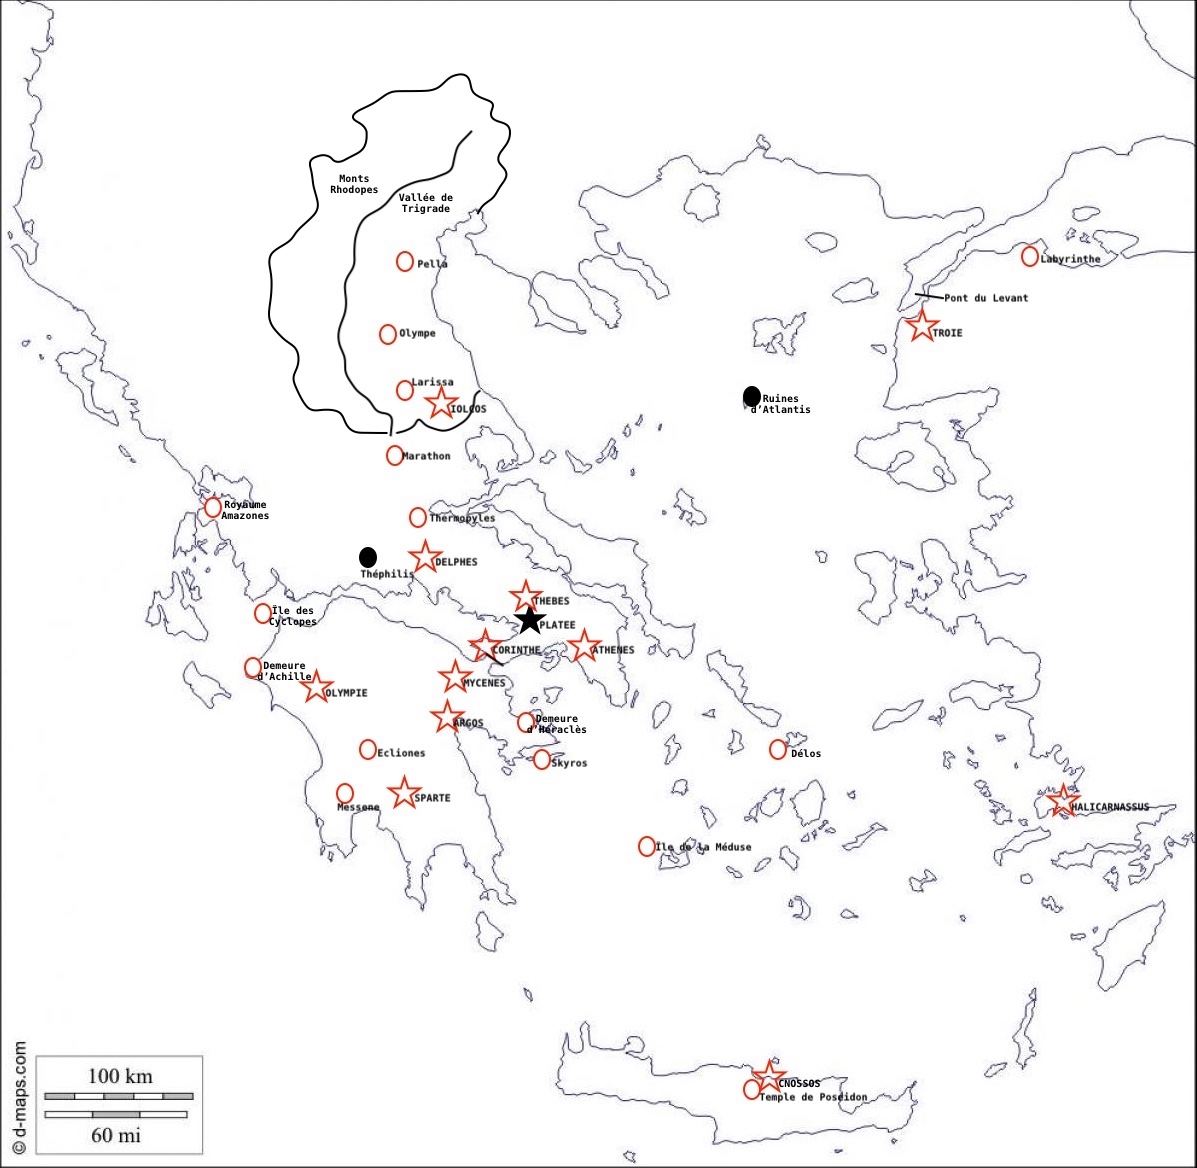 Monts
Rhodopes
Vallée de
Trigrade
Pella
Labyrinthe
Pont du Levant
Olympe
TROIE
Larissa
IOLCOS
Ruines
d’Atlantis
Marathon
Royaume
Amazones
Thermopyles
DELPHES
Théphilis
THEBES
Île des
Cyclopes
PLATEE
CORINTHE
ATHENES
Demeure
d’Achille
OLYMPIE
MYCENES
ARGOS
Demeure
d’Héraclès
Ecliones
Skyros
Délos
SPARTE
Messene
HALICARNASSUS
Île de la Méduse
CNOSSOS
Temple de Poséidon
100 km
60 mi
© d-maps.com